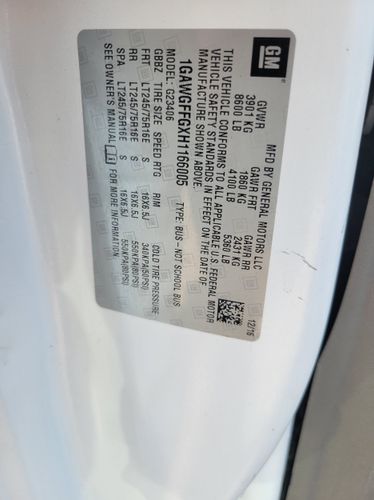 GM
MFD BY GENERAL MOTORS LLC
GVWR GAWR FRT GAWR RR
3901 KG 1860 KG 2431 KG
8600 LB 4100 LB 5360 LB
THIS VEHICLE CONFORMS TO ALL APPLICABLE U.S. FEDERAL MOTOR
VEHICLE SAFETY STANDARDS IN EFFECT ON THE DATE OF
MANUFACTURE SHOWN ABOVE.
12/16
1GAWGFFGXH1166005 TYPE: BUS-NOT SCHOOL BUS
MODEL: G23406
GBBZ TIRE SIZE SPEED RTG RIM COLD TIRE PRESSURE
FRT LT245/75R16E S 16X6.5J 340KPA(50PSI)
RR LT245/75R16E S 16X6.5J 550KPA(80PSI)
SPA LT245/75R16E S 16X6.5J 550KPA(80PSI)
SEE OWNER'S MANUAL FOR MORE INFORMATION